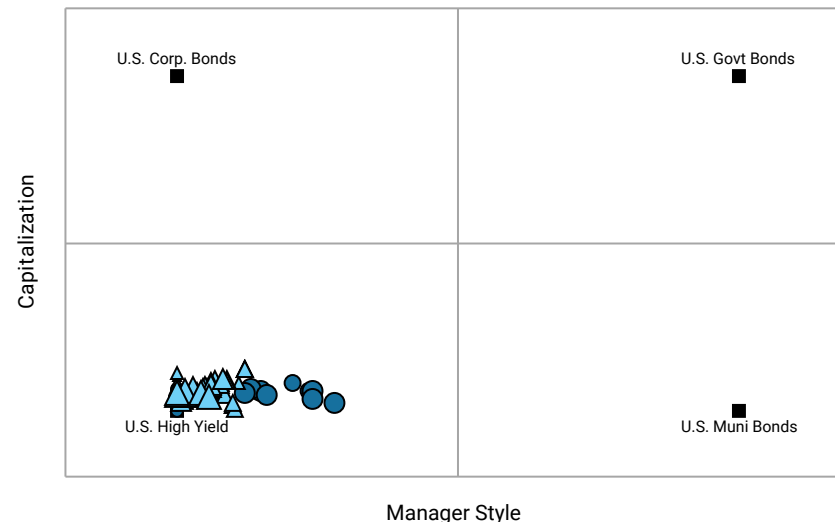 U.S. Corp. Bonds
U.S. Govt Bonds
Capitalization
U.S. High Yield
U.S. Muni Bonds
Manager Style